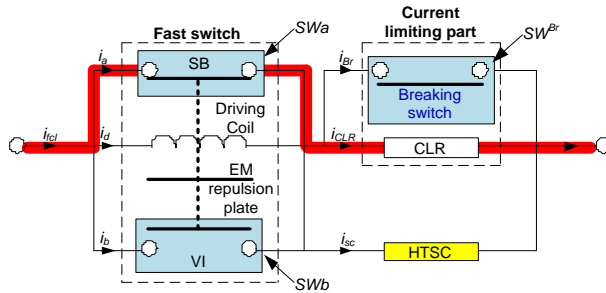 Fast switch
SWa
Current
limiting part
SW^Br
i_a
SB
i_Br
Breaking
switch
Driving
Coil
i_fcl
i_d
i_CLR
CLR
EM
repulsion
plate
i_b
VI
i_sc
HTSC
SWb